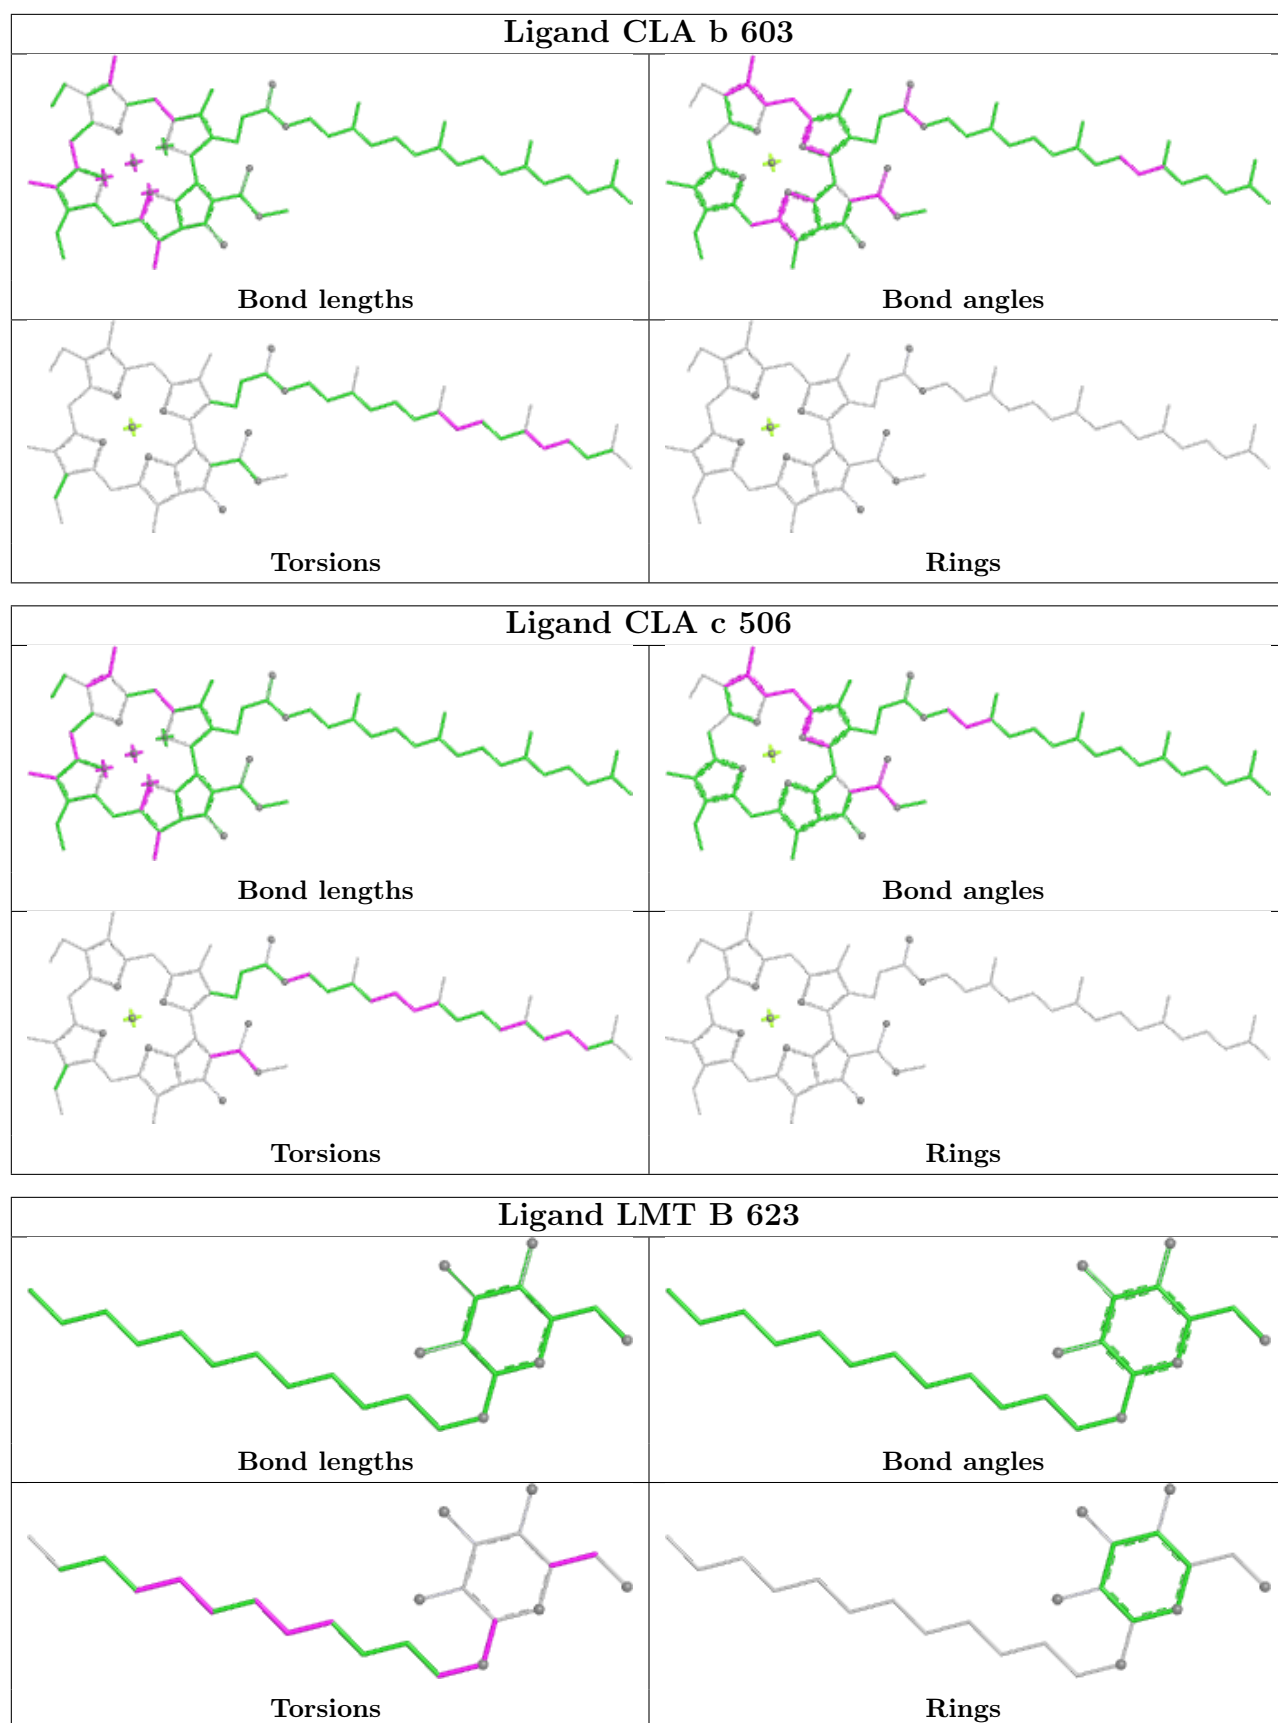 Ligand CLA b 603
Bond lengths
Bond angles
Torsions
Rings
Ligand CLA c 506
Bond lengths
Bond angles
Torsions
Rings
Ligand LMT B 623
Bond lengths
Bond angles
Torsions
Rings